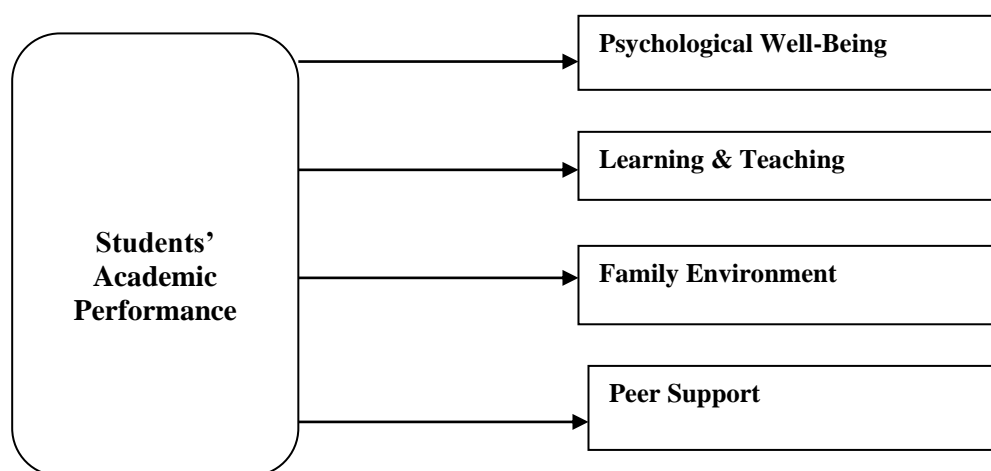 Psychological Well-Being
Learning & Teaching
Students’
Academic
Performance
Family Environment
Peer Support